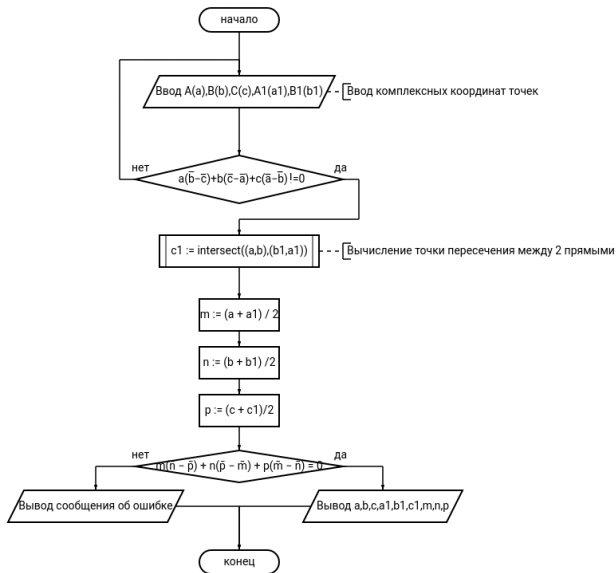 начало
Ввод A(a),B(b),C(c),A1(a1),B1(b1)
Ввод комплексных координат точек
нет
да
a(b̄−c̄)+b(c̄−ā)+c(ā−b̄)!=0
c1 := intersect((a,b),(b1,a1))
Вычисление точки пересечения между 2 прямыми
m := (a + a1) / 2
n := (b + b1) /2
p := (c + c1)/2
нет
да
m(n̄ − p̄) + n(p̄ − m̄) + p(m̄ − n̄) = 0
Вывод сообщения об ошибке
Вывод a,b,c,a1,b1,c1,m,n,p
конец